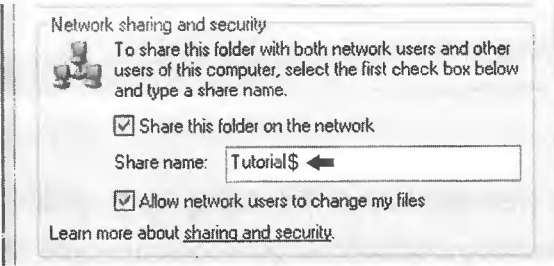 Network sharing and security
To share this folder with both network users and other
users of this computer, select the first check box below
and type a share name.
Share this folder on the network
Share name: Tutorial$
Allow network users to change my files
Learn more about sharing and security.